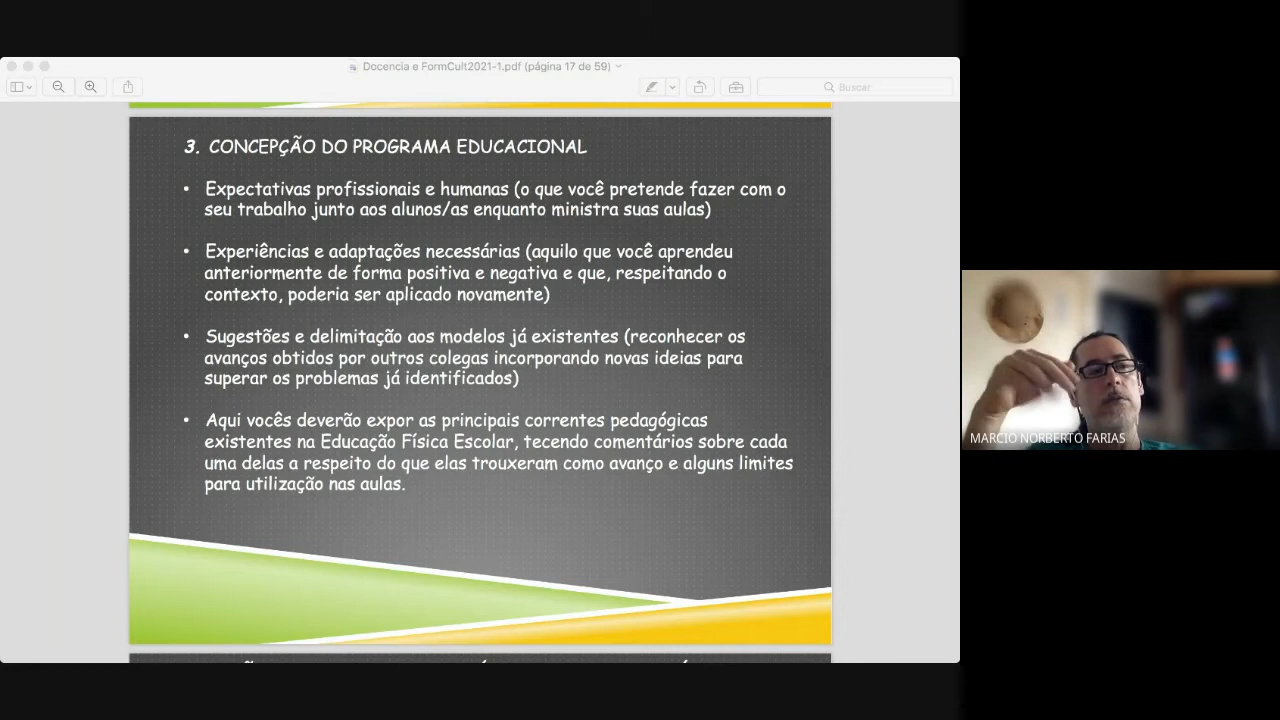 Docencia e FormCult2021-1.pdf (página 17 de 59)
Buscar
3. CONCEPÇÃO DO PROGRAMA EDUCACIONAL
• Expectativas profissionais e humanas (o que você pretende fazer com o
seu trabalho junto aos alunos/as enquanto ministra suas aulas)
• Experiências e adaptações necessárias (aquilo que você aprendeu
anteriormente de forma positiva e negativa e que, respeitando o
contexto, poderia ser aplicado novamente)
• Sugestões e delimitação aos modelos já existentes (reconhecer os
avanços obtidos por outros colegas incorporando novas ideias para
superar os problemas já identificados)
• Aqui vocês deverão expor as principais correntes pedagógicas
existentes na Educação Física Escolar, tecendo comentários sobre cada
uma delas a respeito do que elas trouxeram como avanço e alguns limites
para utilização nas aulas.
MARCIO NORBERTO FARIAS